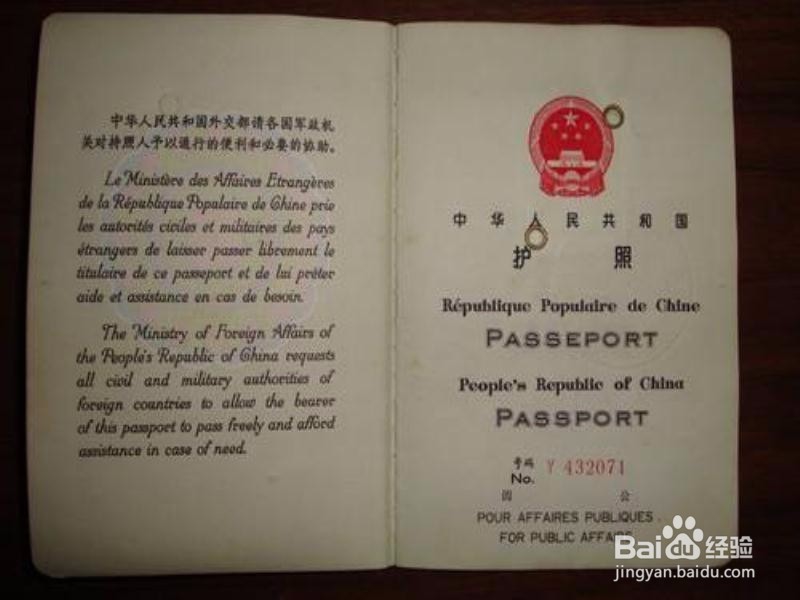 中华人民共和国外交部请各国军政机
关对持照人予以通行的便利和必要的协助。
Le Ministère des Affaires Etrangères
de la République Populaire de Chine prie
les autorités civiles et militaires des pays
étrangers de laisser passer librement le
titulaire de ce passeport et de lui prêter
aide et assistance en cas de besoin.
The Ministry of Foreign Affairs of
the People's Republic of China requests
all civil and military authorities of
foreign countries to allow the bearer
of this passport to pass freely and afford
assistance in case of need.
中华人民共和国
护照
République Populaire de Chine
PASSEPORT
People's Republic of China
PASSPORT
号码
No. Y 432071
因公
POUR AFFAIRES PUBLIQUES
FOR PUBLIC AFFAIRS
Baidu 经验
jingyan.baidu.com